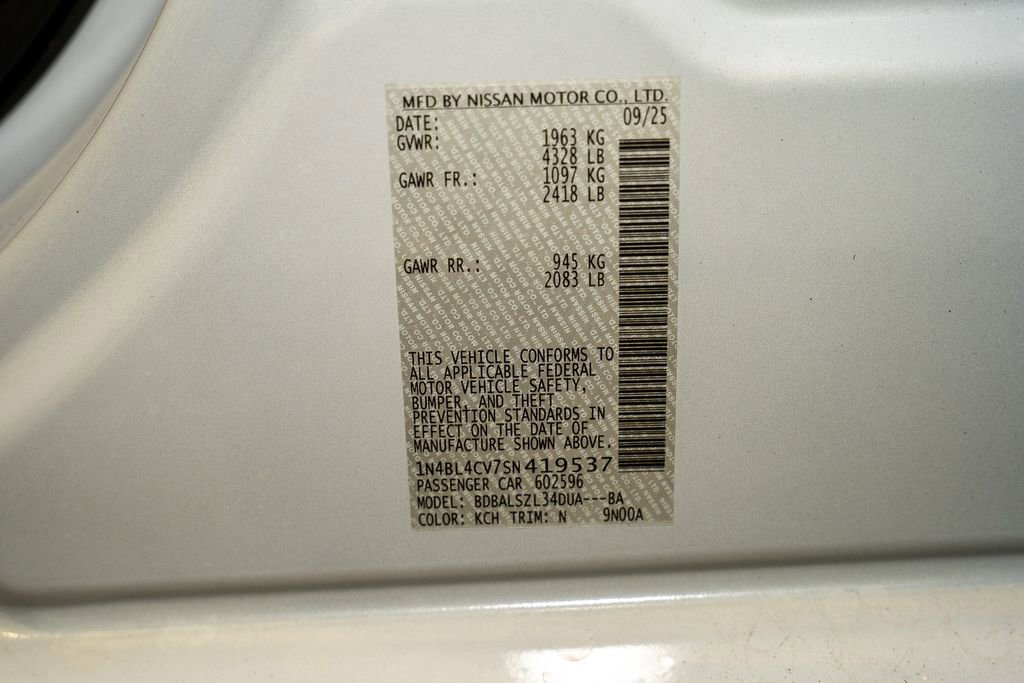 MFD BY NISSAN MOTOR CO., LTD.
DATE: 09/25
GVWR: 1963 KG
4328 LB
GAWR FR.: 1097 KG
2418 LB
GAWR RR.: 945 KG
2083 LB
THIS VEHICLE CONFORMS TO
ALL APPLICABLE FEDERAL
MOTOR VEHICLE SAFETY,
BUMPER, AND THEFT
PREVENTION STANDARDS IN
EFFECT ON THE DATE OF
MANUFACTURE SHOWN ABOVE.
1N4BL4CV7SN419537
PASSENGER CAR 602596
MODEL: BDBALSZL34DUA---BA
COLOR: KCH TRIM: N 9N00A